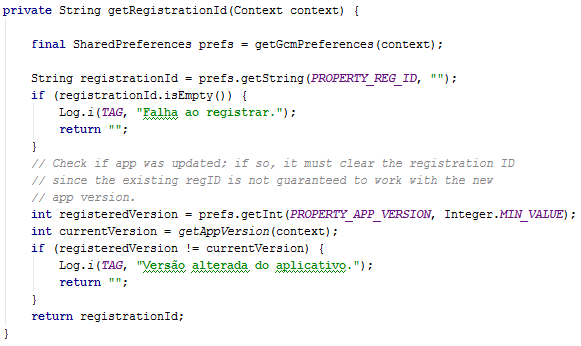 private String getRegistrationId(Context context) {
final SharedPreferences prefs = getGcmPreferences(context);
String registrationId = prefs.getString(PROPERTY_REG_ID, "");
if (registrationId.isEmpty()) {
Log.i(TAG, "Falha ao registrar.");
return "";
}
// Check if app was updated; if so, it must clear the registration ID
// since the existing regID is not guaranteed to work with the new
// app version.
int registeredVersion = prefs.getInt(PROPERTY_APP_VERSION, Integer.MIN_VALUE);
int currentVersion = getAppVersion(context);
if (registeredVersion != currentVersion) {
Log.i(TAG, "Versão alterada do aplicativo.");
return "";
}
return registrationId;
}